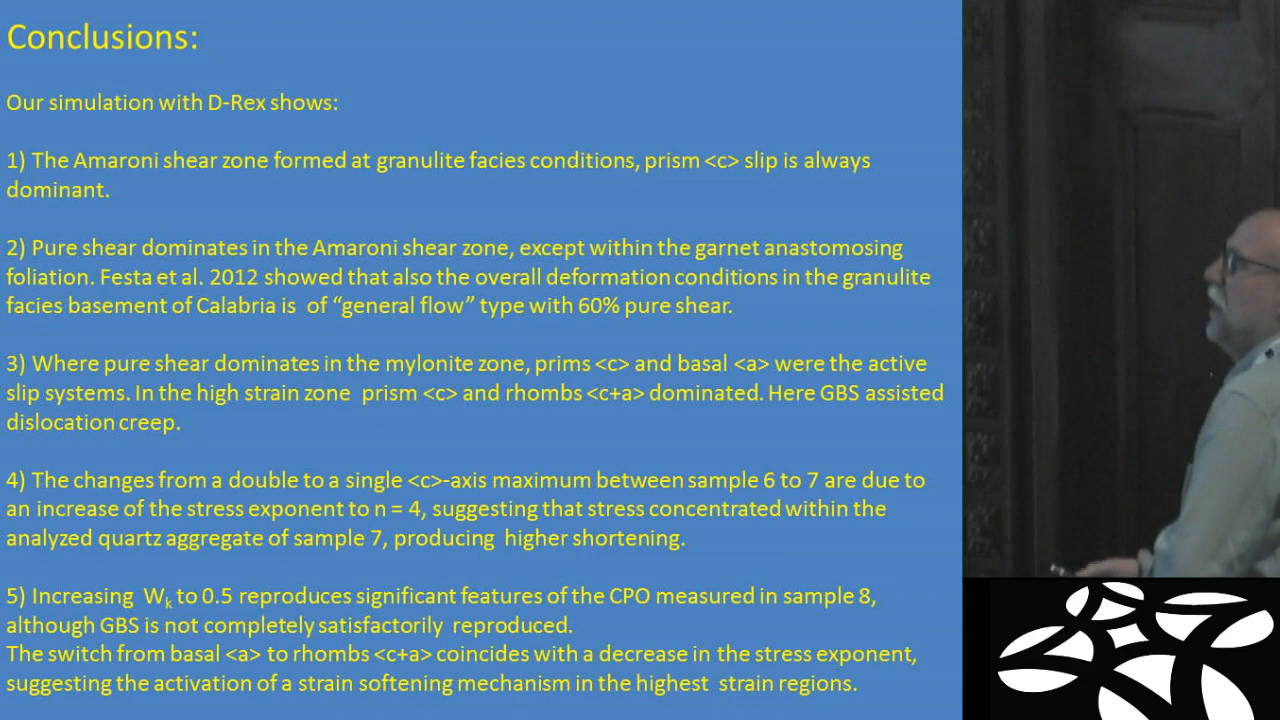 Conclusions:
Our simulation with D-Rex shows:
1) The Amaroni shear zone formed at granulite facies conditions, prism <c> slip is always
dominant.
2) Pure shear dominates in the Amaroni shear zone, except within the garnet anastomosing
foliation. Festa et al. 2012 showed that also the overall deformation conditions in the granulite
facies basement of Calabria is of “general flow” type with 60% pure shear.
3) Where pure shear dominates in the mylonite zone, prims <c> and basal <a> were the active
slip systems. In the high strain zone prism <c> and rhombs <c+a> dominated. Here GBS assisted
dislocation creep.
4) The changes from a double to a single <c>-axis maximum between sample 6 to 7 are due to
an increase of the stress exponent to n = 4, suggesting that stress concentrated within the
analyzed quartz aggregate of sample 7, producing higher shortening.
5) Increasing Wk to 0.5 reproduces significant features of the CPO measured in sample 8,
although GBS is not completely satisfactorily reproduced.
The switch from basal <a> to rhombs <c+a> coincides with a decrease in the stress exponent,
suggesting the activation of a strain softening mechanism in the highest strain regions.